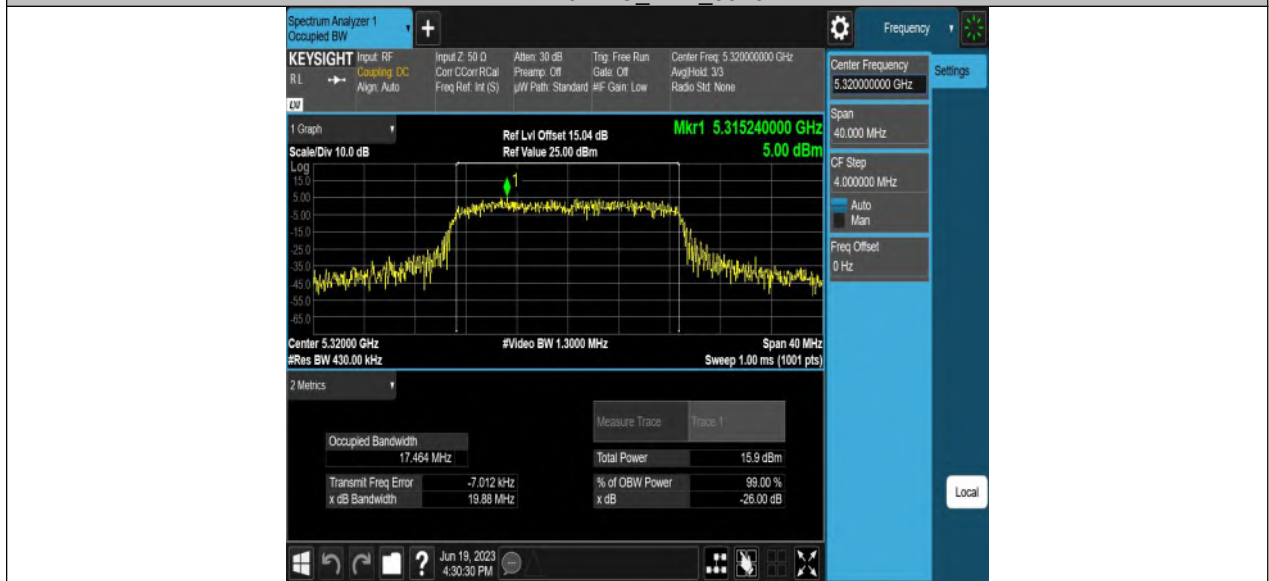 Spectrum Analyzer 1
Occupied BW
+
Frequency
KEYSIGHT
RL
LXI
Input: RF
Coupling: DC
Align: Auto
Input Z: 50 Ω
Corr CCorr RCal
Freq Ref: Int (S)
Atten: 30 dB
Preamp: Off
µW Path: Standard
Trig: Free Run
Gate: Off
#IF Gain: Low
Center Freq: 5.320000000 GHz
Avg|Hold: 3/3
Radio Std: None
Center Frequency
5.320000000 GHz
Settings
Span
40.000 MHz
CF Step
4.000000 MHz
Auto
Man
Freq Offset
0 Hz
1 Graph
Scale/Div 10.0 dB
Ref Lvl Offset 15.04 dB
Ref Value 25.00 dBm
Mkr1 5.315240000 GHz
5.00 dBm
Log
15.0
5.00
-5.00
-15.0
-25.0
-35.0
-45.0
-55.0
-65.0
1
Center 5.32000 GHz
#Res BW 430.00 kHz
#Video BW 1.3000 MHz
Span 40 MHz
Sweep 1.00 ms (1001 pts)
2 Metrics
Measure Trace
Trace 1
Occupied Bandwidth
17.464 MHz
Total Power
15.9 dBm
Transmit Freq Error
-7.012 kHz
% of OBW Power
99.00 %
x dB Bandwidth
19.88 MHz
x dB
-26.00 dB
Local
?
Jun 19, 2023
4:30:30 PM